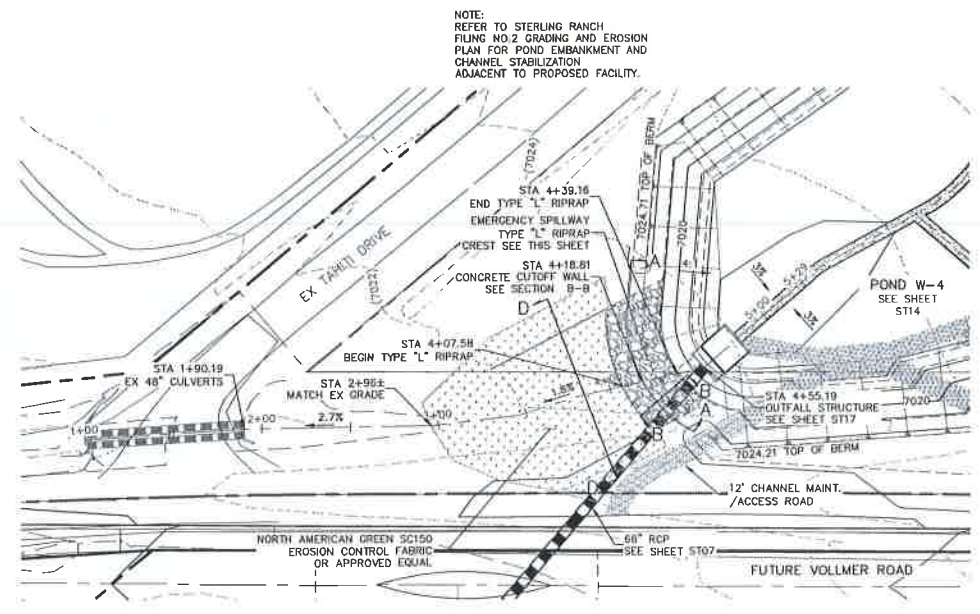 NOTE:
REFER TO STERLING RANCH
FILING NO.2 GRADING AND EROSION
PLAN FOR POND EMBANKMENT AND
CHANNEL STABILIZATION
ADJACENT TO PROPOSED FACILITY.
(7024)
7024.71 TOP OF BERM
STA 4+39.16
END TYPE "L" RIPRAP
EMERGENCY SPILLWAY
TYPE "L" RIPRAP
CREST SEE THIS SHEET
7020
A
4:1
EX TAHITI DRIVE
(7022)
STA 4+18.81
CONCRETE CUTOFF WALL
SEE SECTION B-B
D
3%
5+29
5+00
3%
POND W-4
SEE SHEET
ST14
STA 4+07.58
BEGIN TYPE "L" RIPRAP
STA 1+90.19
EX 48" CULVERTS
STA 2+96±
MATCH EX GRADE
1.8%
1+00
2+00
2.7%
B
A
B
STA 4+55.19
OUTFALL STRUCTURE
SEE SHEET ST17
7020
7024.21 TOP OF BERM
D
12' CHANNEL MAINT.
/ACCESS ROAD
NORTH AMERICAN GREEN SC150
EROSION CONTROL FABRIC
OR APPROVED EQUAL
RCP
SEE SHEET ST07
FUTURE VOLLMER ROAD